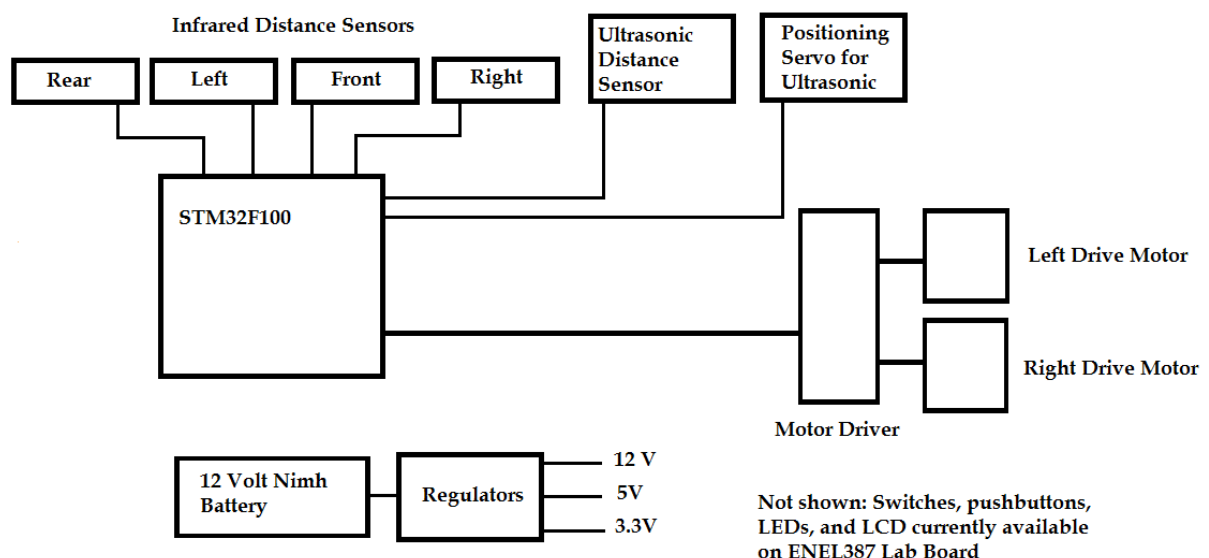 Infrared Distance Sensors
Rear
Left
Front
Right
Ultrasonic
Distance
Sensor
Positioning
Servo for
Ultrasonic
STM32F100
Left Drive Motor
Right Drive Motor
Motor Driver
12 Volt Nimh
Battery
Regulators
12 V
5V
3.3V
Not shown: Switches, pushbuttons,
LEDs, and LCD currently available
on ENEL387 Lab Board